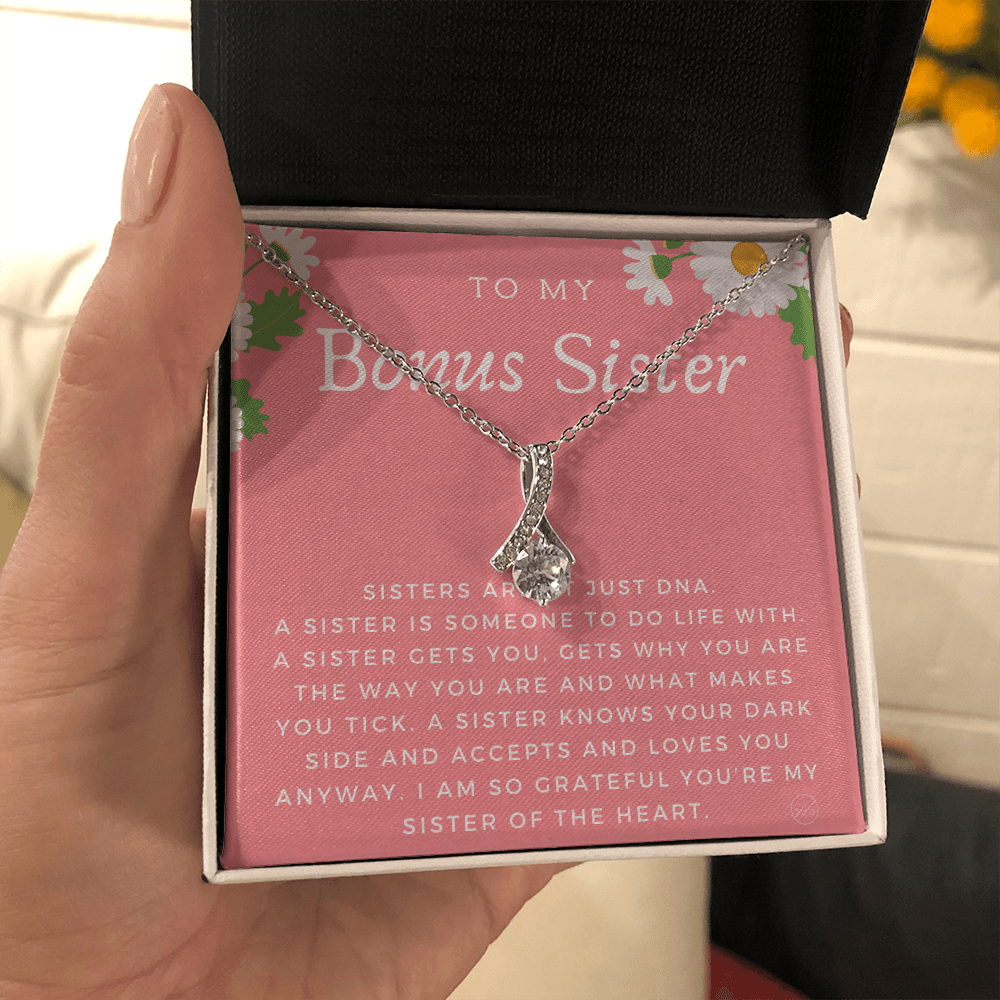 TO MY
Bonus Sister
SISTERS JUST DNA.
A SISTER IS SOMEONE TO DO LIFE WITH.
A SISTER GETS YOU, GETS WHY YOU ARE
THE WAY YOU ARE AND WHAT MAKES
YOU TICK. A SISTER KNOWS YOUR DARK
SIDE AND ACCEPTS AND LOVES YOU
ANYWAY. I AM SO GRATEFUL YOU'RE MY
SISTER OF THE HEART.